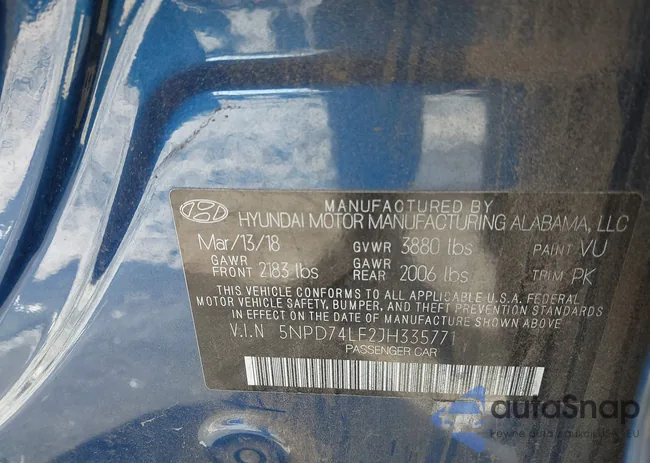 MANUFACTURED BY
HYUNDAI MOTOR MANUFACTURING ALABAMA, LLC
Mar/13/18 GVWR 3880 lbs PAINT VU
GAWR FRONT 2183 lbs GAWR REAR 2006 lbs TRIM PK
THIS VEHICLE CONFORMS TO ALL APPLICABLE U.S.A. FEDERAL
MOTOR VEHICLE SAFETY, BUMPER, AND THEFT PREVENTION STANDARDS
IN EFFECT ON THE DATE OF MANUFACTURE SHOWN ABOVE
V.I.N 5NPD74LF2JH335771
PASSENGER CAR
autoSnap